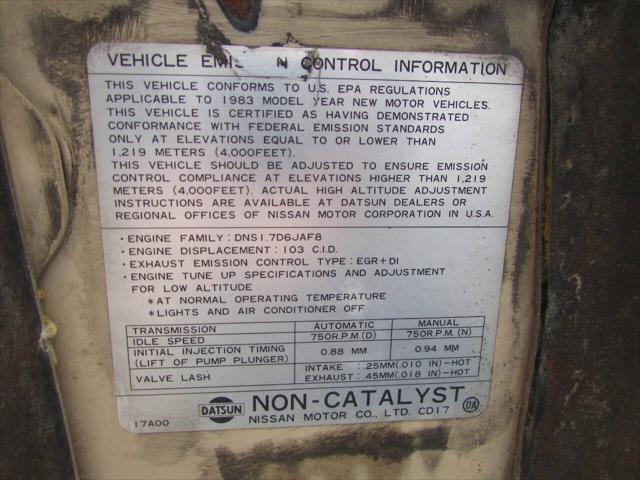 VEHICLE EMIS N CONTROL INFORMATION
THIS VEHICLE CONFORMS TO U.S. EPA REGULATIONS
APPLICABLE TO 1983 MODEL YEAR NEW MOTOR VEHICLES.
THIS VEHICLE IS CERTIFIED AS HAVING DEMONSTRATED
CONFORMANCE WITH FEDERAL EMISSION STANDARDS
ONLY AT ELEVATIONS EQUAL TO OR LOWER THAN
1,219 METERS (4,000FEET).
THIS VEHICLE SHOULD BE ADJUSTED TO ENSURE EMISSION
CONTROL COMPLIANCE AT ELEVATIONS HIGHER THAN 1,219
METERS (4,000FEET). ACTUAL HIGH ALTITUDE ADJUSTMENT
INSTRUCTIONS ARE AVAILABLE AT DATSUN DEALERS OR
REGIONAL OFFICES OF NISSAN MOTOR CORPORATION IN U.S.A.
• ENGINE FAMILY: DNS1.7D6JAF8
• ENGINE DISPLACEMENT: 103 C.I.D.
• EXHAUST EMISSION CONTROL TYPE: EGR+DI
• ENGINE TUNE UP SPECIFICATIONS AND ADJUSTMENT
FOR LOW ALTITUDE
* AT NORMAL OPERATING TEMPERATURE
* LIGHTS AND AIR CONDITIONER OFF
TRANSMISSION AUTOMATIC MANUAL
IDLE SPEED 750R.P.M.(D) 750R.P.M.(N)
INITIAL INJECTION TIMING
(LIFT OF PUMP PLUNGER) 0.88 MM 0.94 MM
VALVE LASH INTAKE : .25MM(.010 IN)-HOT
EXHAUST: .45MM(.018 IN)-HOT
DATSUN NON-CATALYST DA
17A00 NISSAN MOTOR CO., LTD. CD17